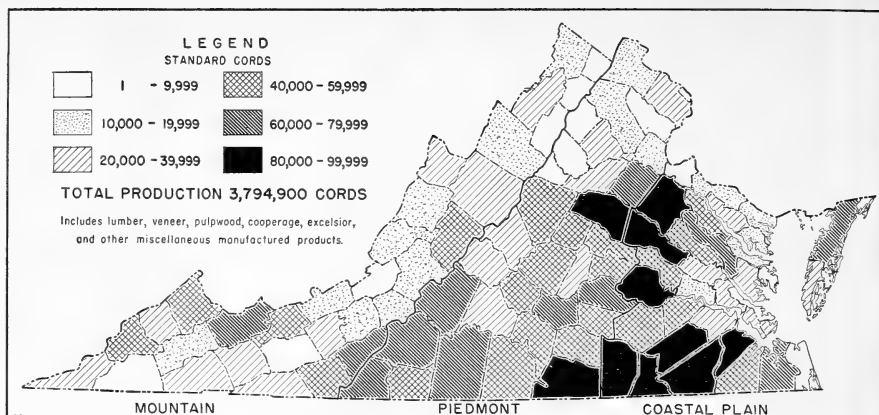 LEGEND
STANDARD CORDS
1 - 9,999
40,000 - 59,999
10,000 - 19,999
60,000 - 79,999
20,000 - 39,999
80,000 - 99,999
TOTAL PRODUCTION 3,794,900 CORDS
Includes lumber, veneer, pulpwood, cooperage, excelsior,
and other miscellaneous manufactured products.
MOUNTAIN PIEDMONT COASTAL PLAIN